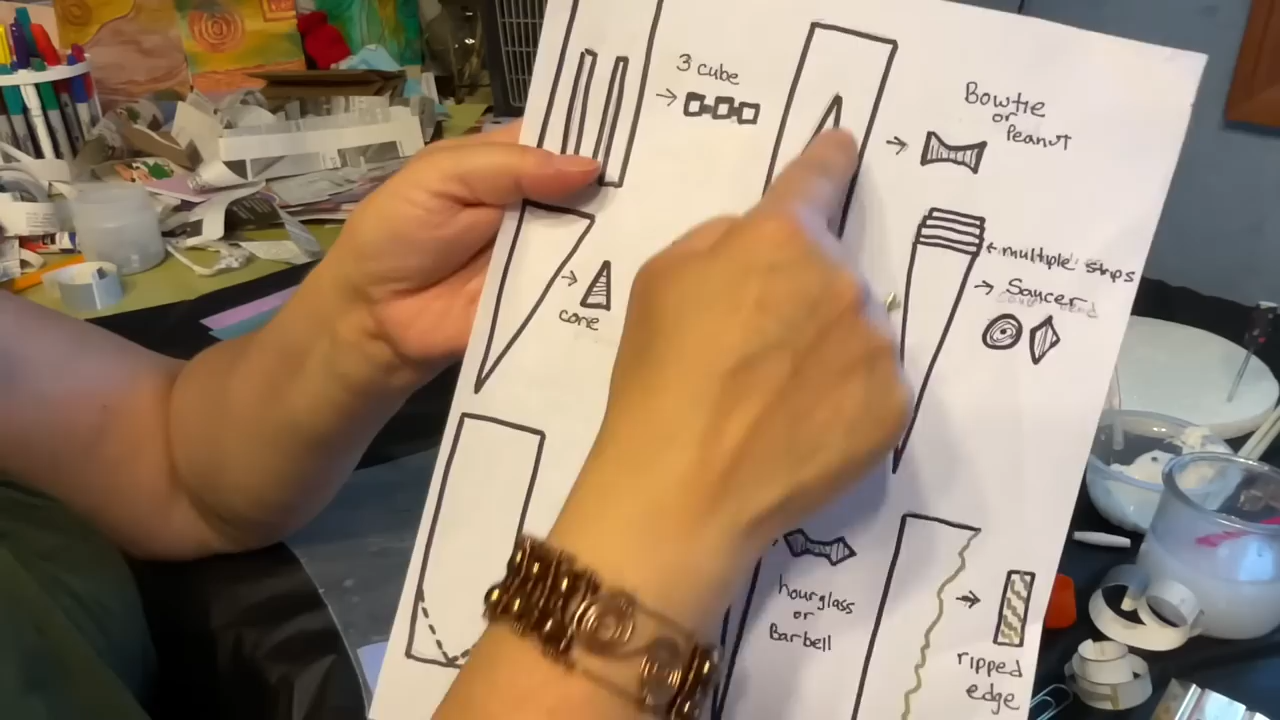 3 cube
Bowtie
or
Peanut
cone
multiple strips
Saucer
hourglass
or
Barbell
ripped
edge